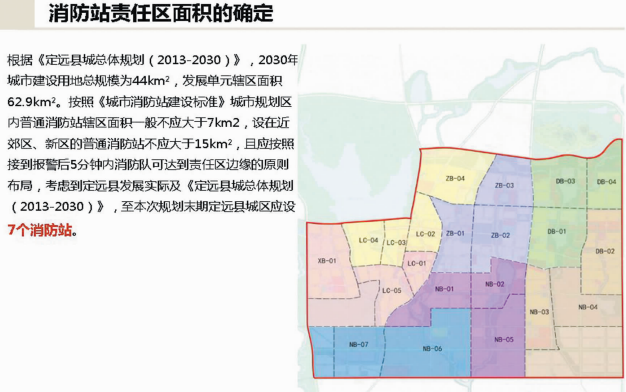 消防站责任区面积的确定
根据《定远县城总体规划（2013-2030）》，2030年
城市建设用地总规模为44km²，发展单元辖区面积
62.9km²。按照《城市消防站建设标准》城市规划区
内普通消防站辖区面积一般不应大于7km2，设在近
郊区、新区的普通消防站不应大于15km²，且应按照
接到报警后5分钟内消防队可达到责任区边缘的原则
布局，考虑到定远县发展实际及《定远县城总体规划
（2013-2030）》，至本次规划末期定远县城区应设
7个消防站。
ZB-04
ZB-03
DB-03
DB-04
LC-04
LC-03
LC-02
ZB-01
ZB-02
DB-01
DB-02
XB-01
LC-01
LC-05
NB-01
NB-02
NB-03
NB-04
NB-07
NB-06
NB-05